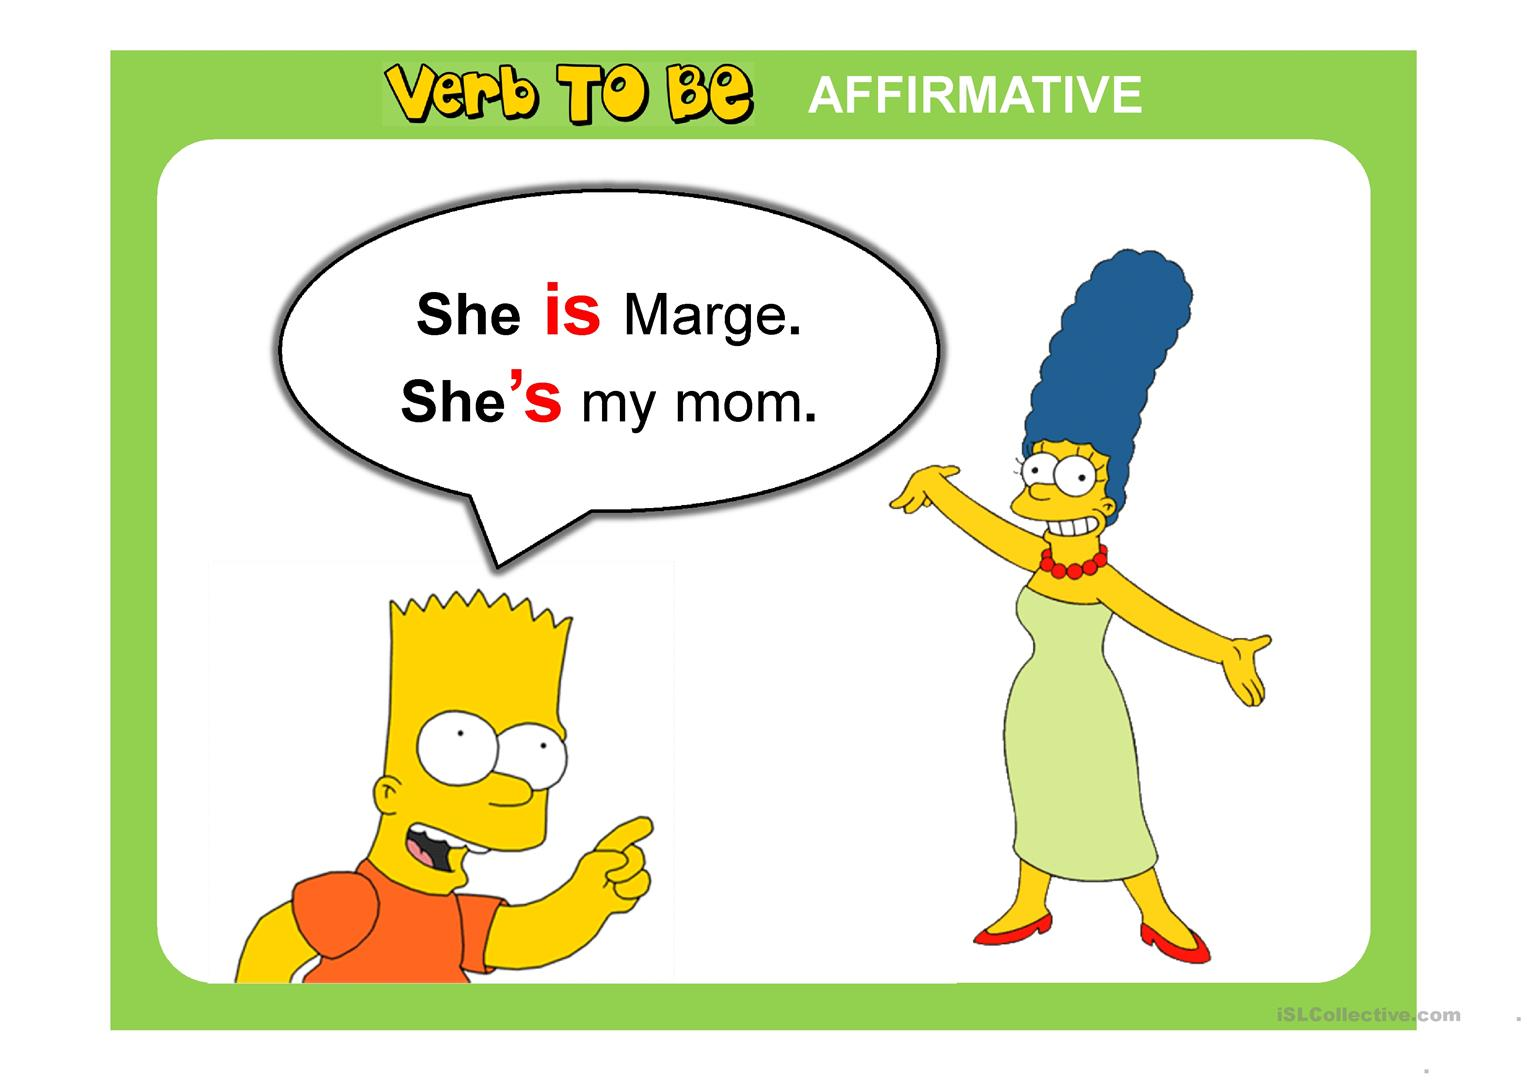 Verb TO BE AFFIRMATIVE
She is Marge.
She’s my mom.
iSLCollective.com